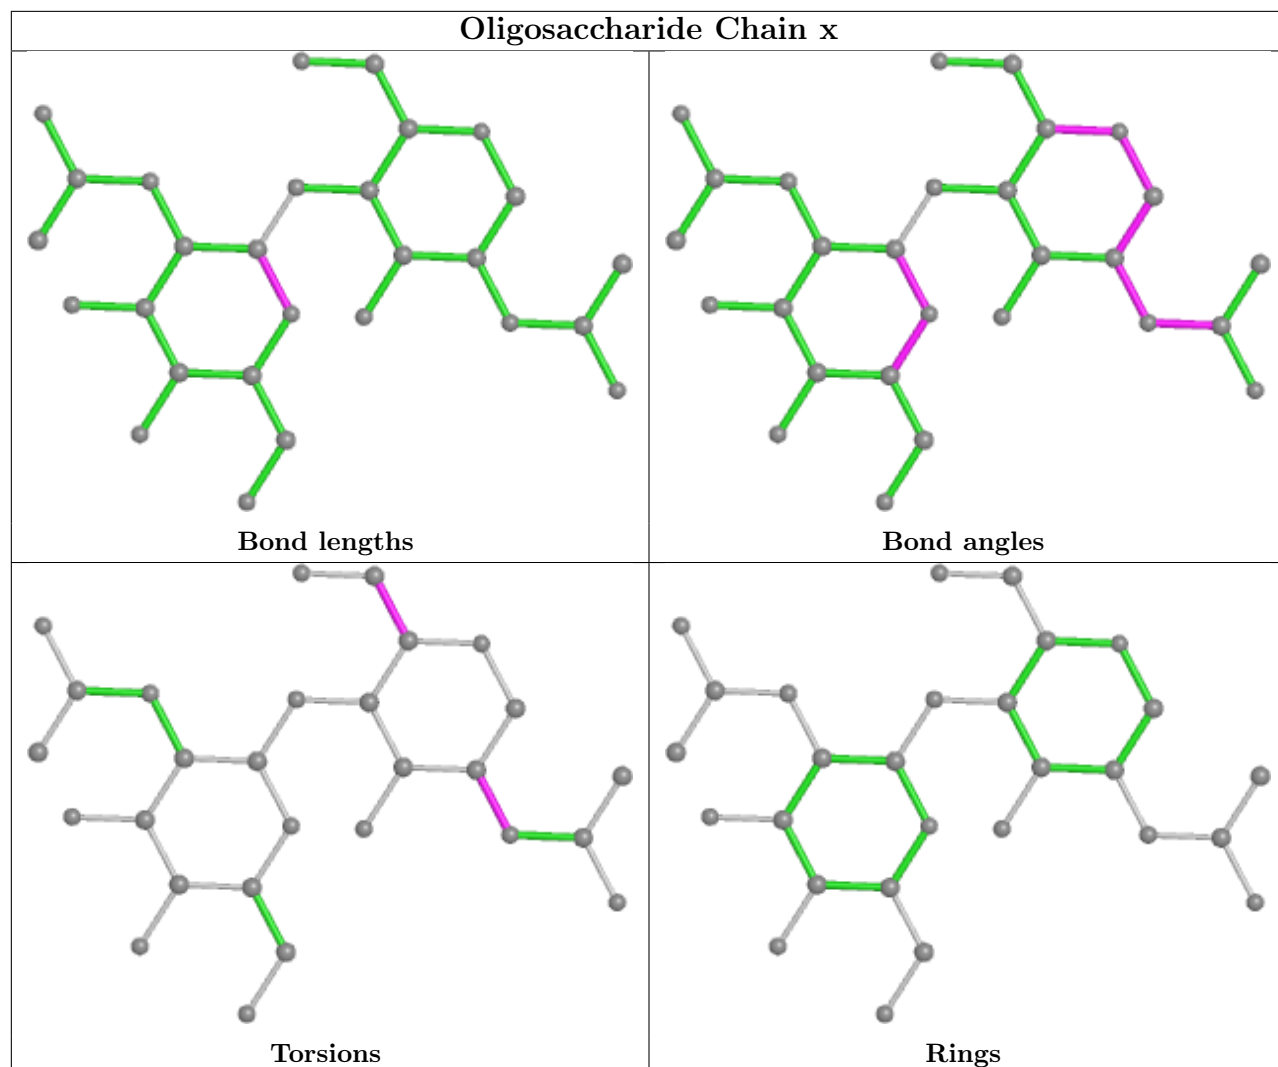 Oligosaccharide Chain x
Bond lengths
Bond angles
Torsions
Rings